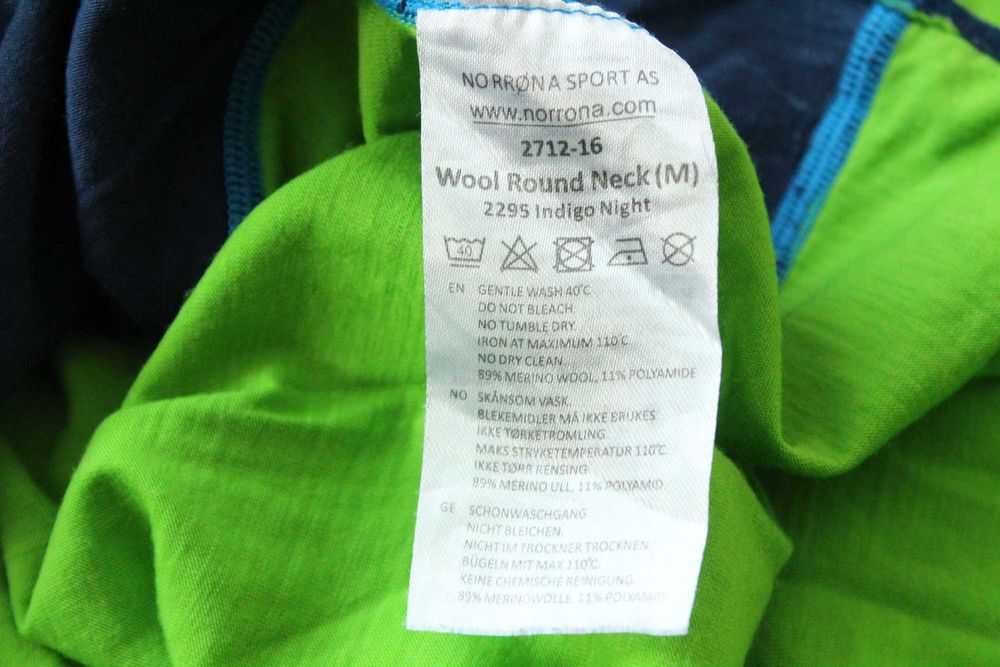 NORRØNA SPORT AS
www.norrona.com
2712-16
Wool Round Neck (M)
2295 Indigo Night
40
EN GENTLE WASH 40°C
DO NOT BLEACH.
NO TUMBLE DRY.
IRON AT MAXIMUM 110°C
NO DRY CLEAN.
89% MERINO WOOL, 11% POLYAMIDE
NO SKÅNSOM VASK.
BLEKEMIDLER MÅ IKKE BRUKES
IKKE TØRKETROMLING.
MAKS STRYKETEMPERATUR 110°C
IKKE TØRR RENSING.
89% MERINO ULL, 11% POLYAMID.
GE SCHONWASCHGANG
NICHT BLEICHEN.
NICHT IM TROCKNER TROCKNEN.
BÜGELN MIT MAX 110°C.
KEINE CHEMISCHE REINIGUNG.
89% MERINOWOLLE, 11% POLYAMID